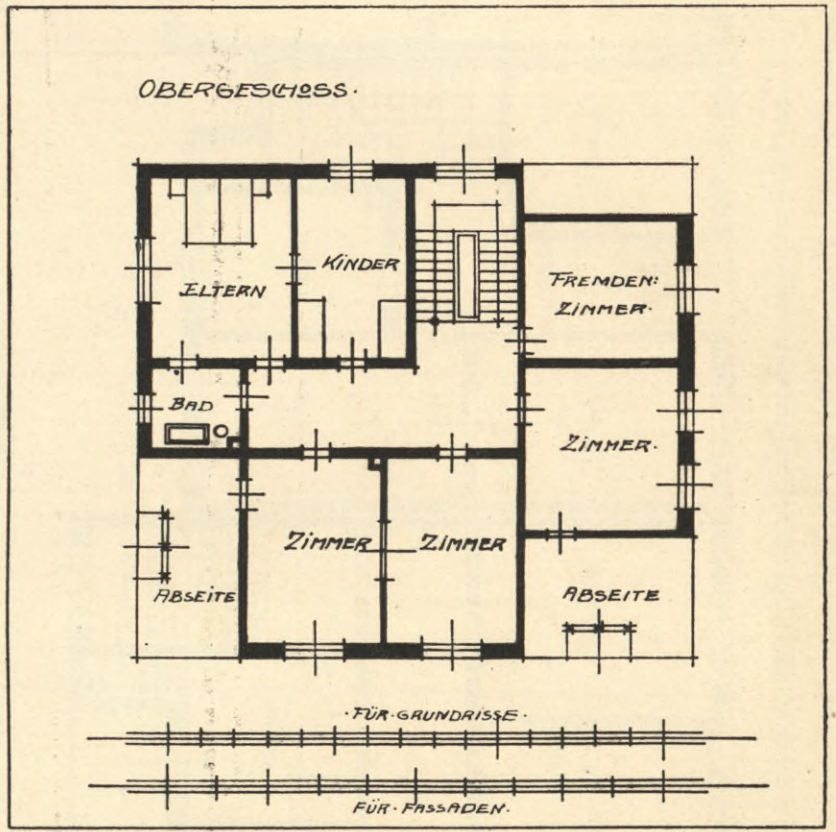 OBERGESCHOSS.
ELTERN
KINDER
FREMDEN:
ZIMMER.
BAD
ZIMMER.
ZIMMER
ZIMMER
ABSEITE
ABSEITE
·FÜR·GRUNDRISSE·
FÜR·FASSADEN.